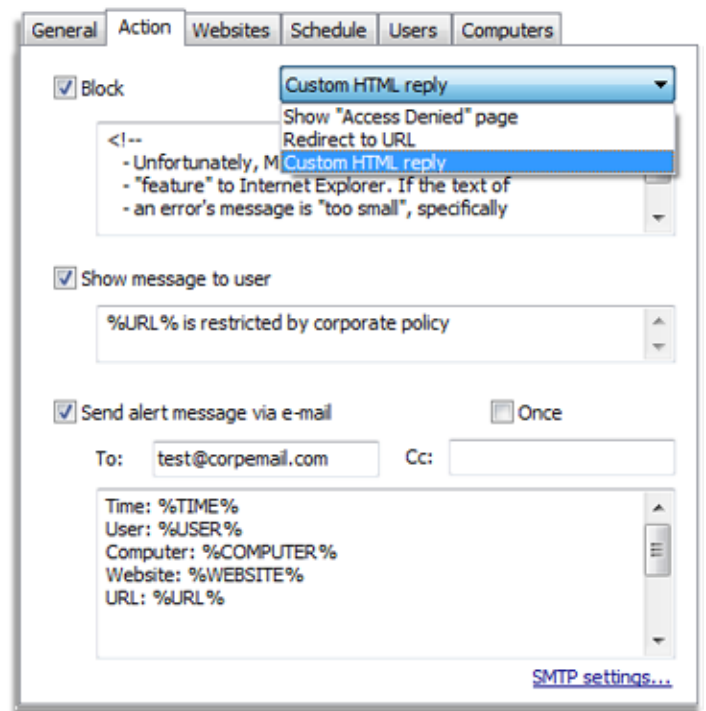 General Action Websites Schedule Users Computers
Block Custom HTML reply
Show "Access Denied" page
Redirect to URL
Custom HTML reply
<!--
- Unfortunately, M
- "feature" to Internet Explorer. If the text of
- an error's message is "too small", specifically
Show message to user
%URL% is restricted by corporate policy
Send alert message via e-mail Once
To: test@corpemail.com Cc:
Time: %TIME%
User: %USER%
Computer: %COMPUTER%
Website: %WEBSITE%
URL: %URL%
SMTP settings...